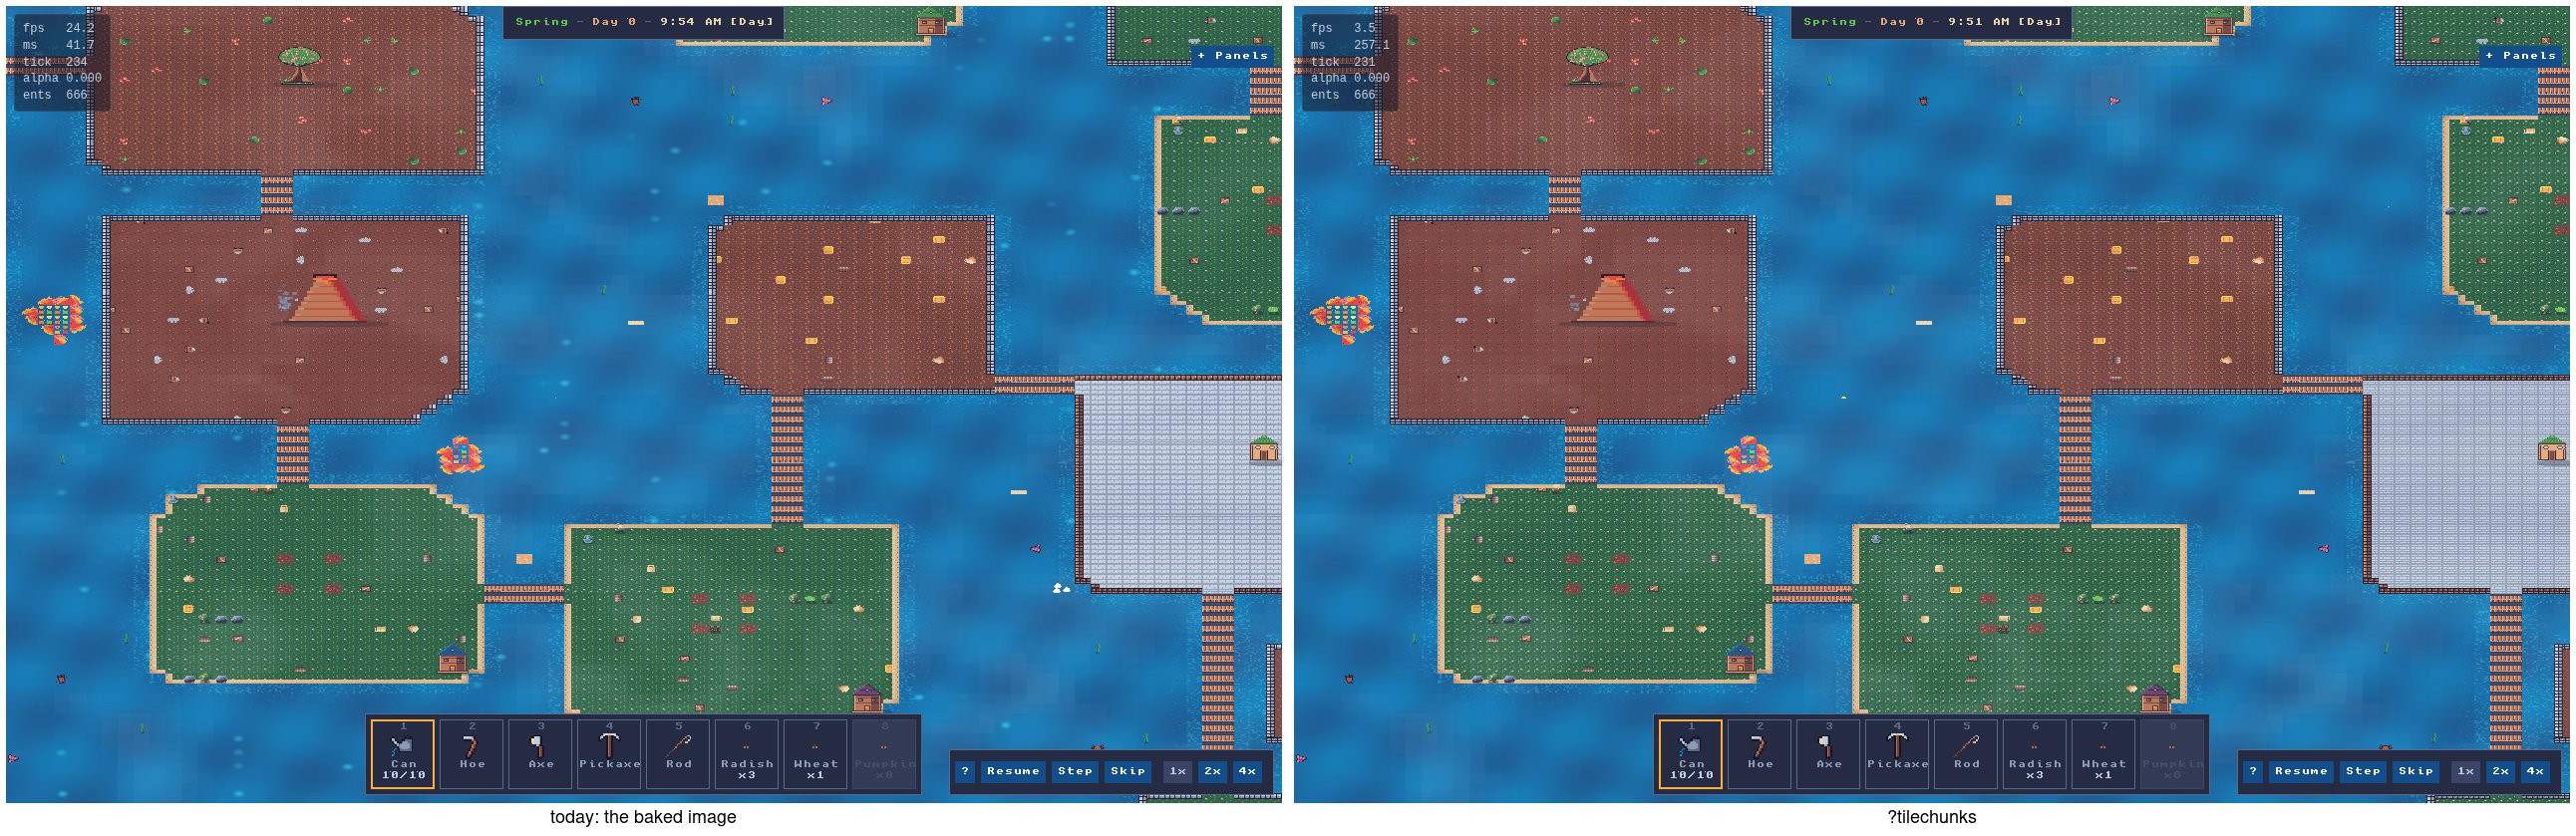 fps 24.2
ms 41.7
tick 234
alpha 0.000
ents 666
Spring - Day 0 - 9:54 AM [Day]
+ Panels
1 2 3 4 5 6 7 8
Can Hoe Axe Pickaxe Rod Radish Wheat Pumpkin
10/10 x3 x1 x0
? Resume Step Skip 1x 2x 4x
today: the baked image
fps 3.5
ms 257.1
tick 231
alpha 0.000
ents 666
Spring - Day 0 - 9:51 AM [Day]
+ Panels
1 2 3 4 5 6 7 8
Can Hoe Axe Pickaxe Rod Radish Wheat Pumpkin
10/10 x3 x1 x0
? Resume Step Skip 1x 2x 4x
?tilechunks